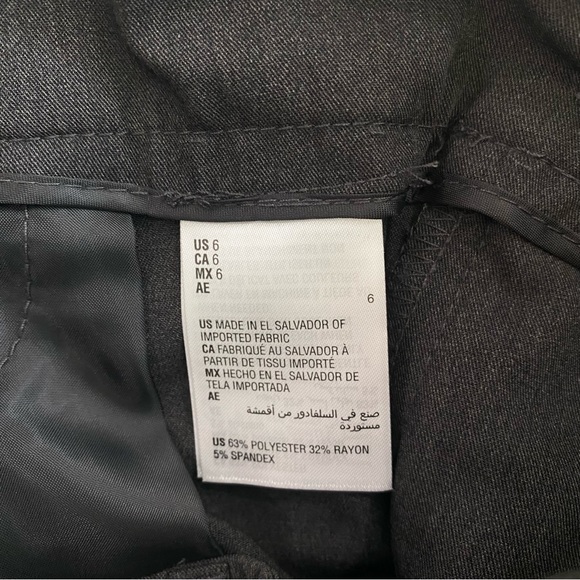 US 6
CA 6
MX 6
AE
6
US MADE IN EL SALVADOR OF
IMPORTED FABRIC
CA FABRIQUÉ AU SALVADOR À
PARTIR DE TISSU IMPORTÉ
MX HECHO EN EL SALVADOR DE
TELA IMPORTADA
AE
صنع في السلفادور من أقمشة
مستوردة
US 63% POLYESTER 32% RAYON
5% SPANDEX